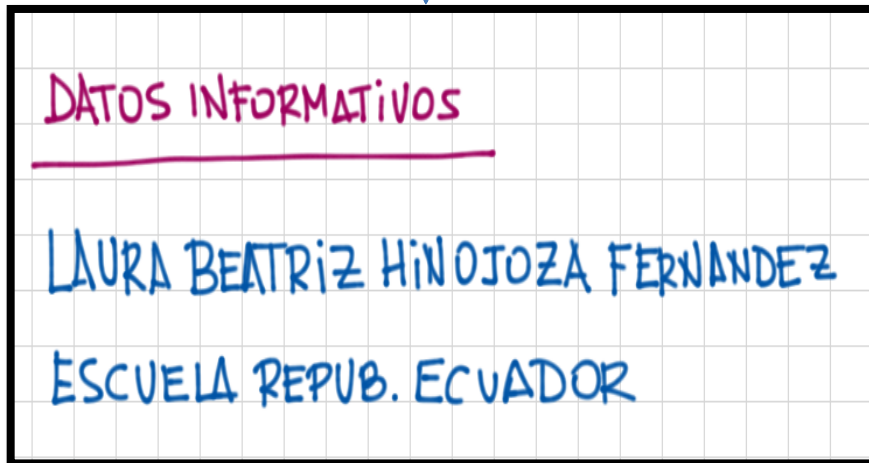 DATOS INFORMATIVOS
LAURA BEATRIZ HINOJOZA FERNANDEZ
ESCUELA REPUB. ECUADOR